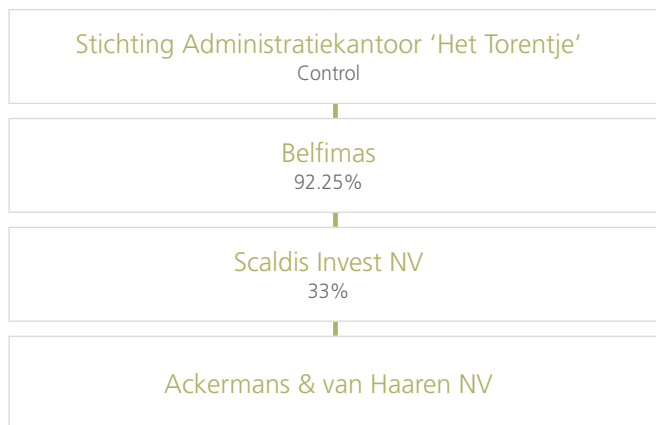 Stichting Administratiekantoor ‘Het Torentje’
Control
Belfimas
92.25%
Scaldis Invest NV
33%
Ackermans & van Haaren NV